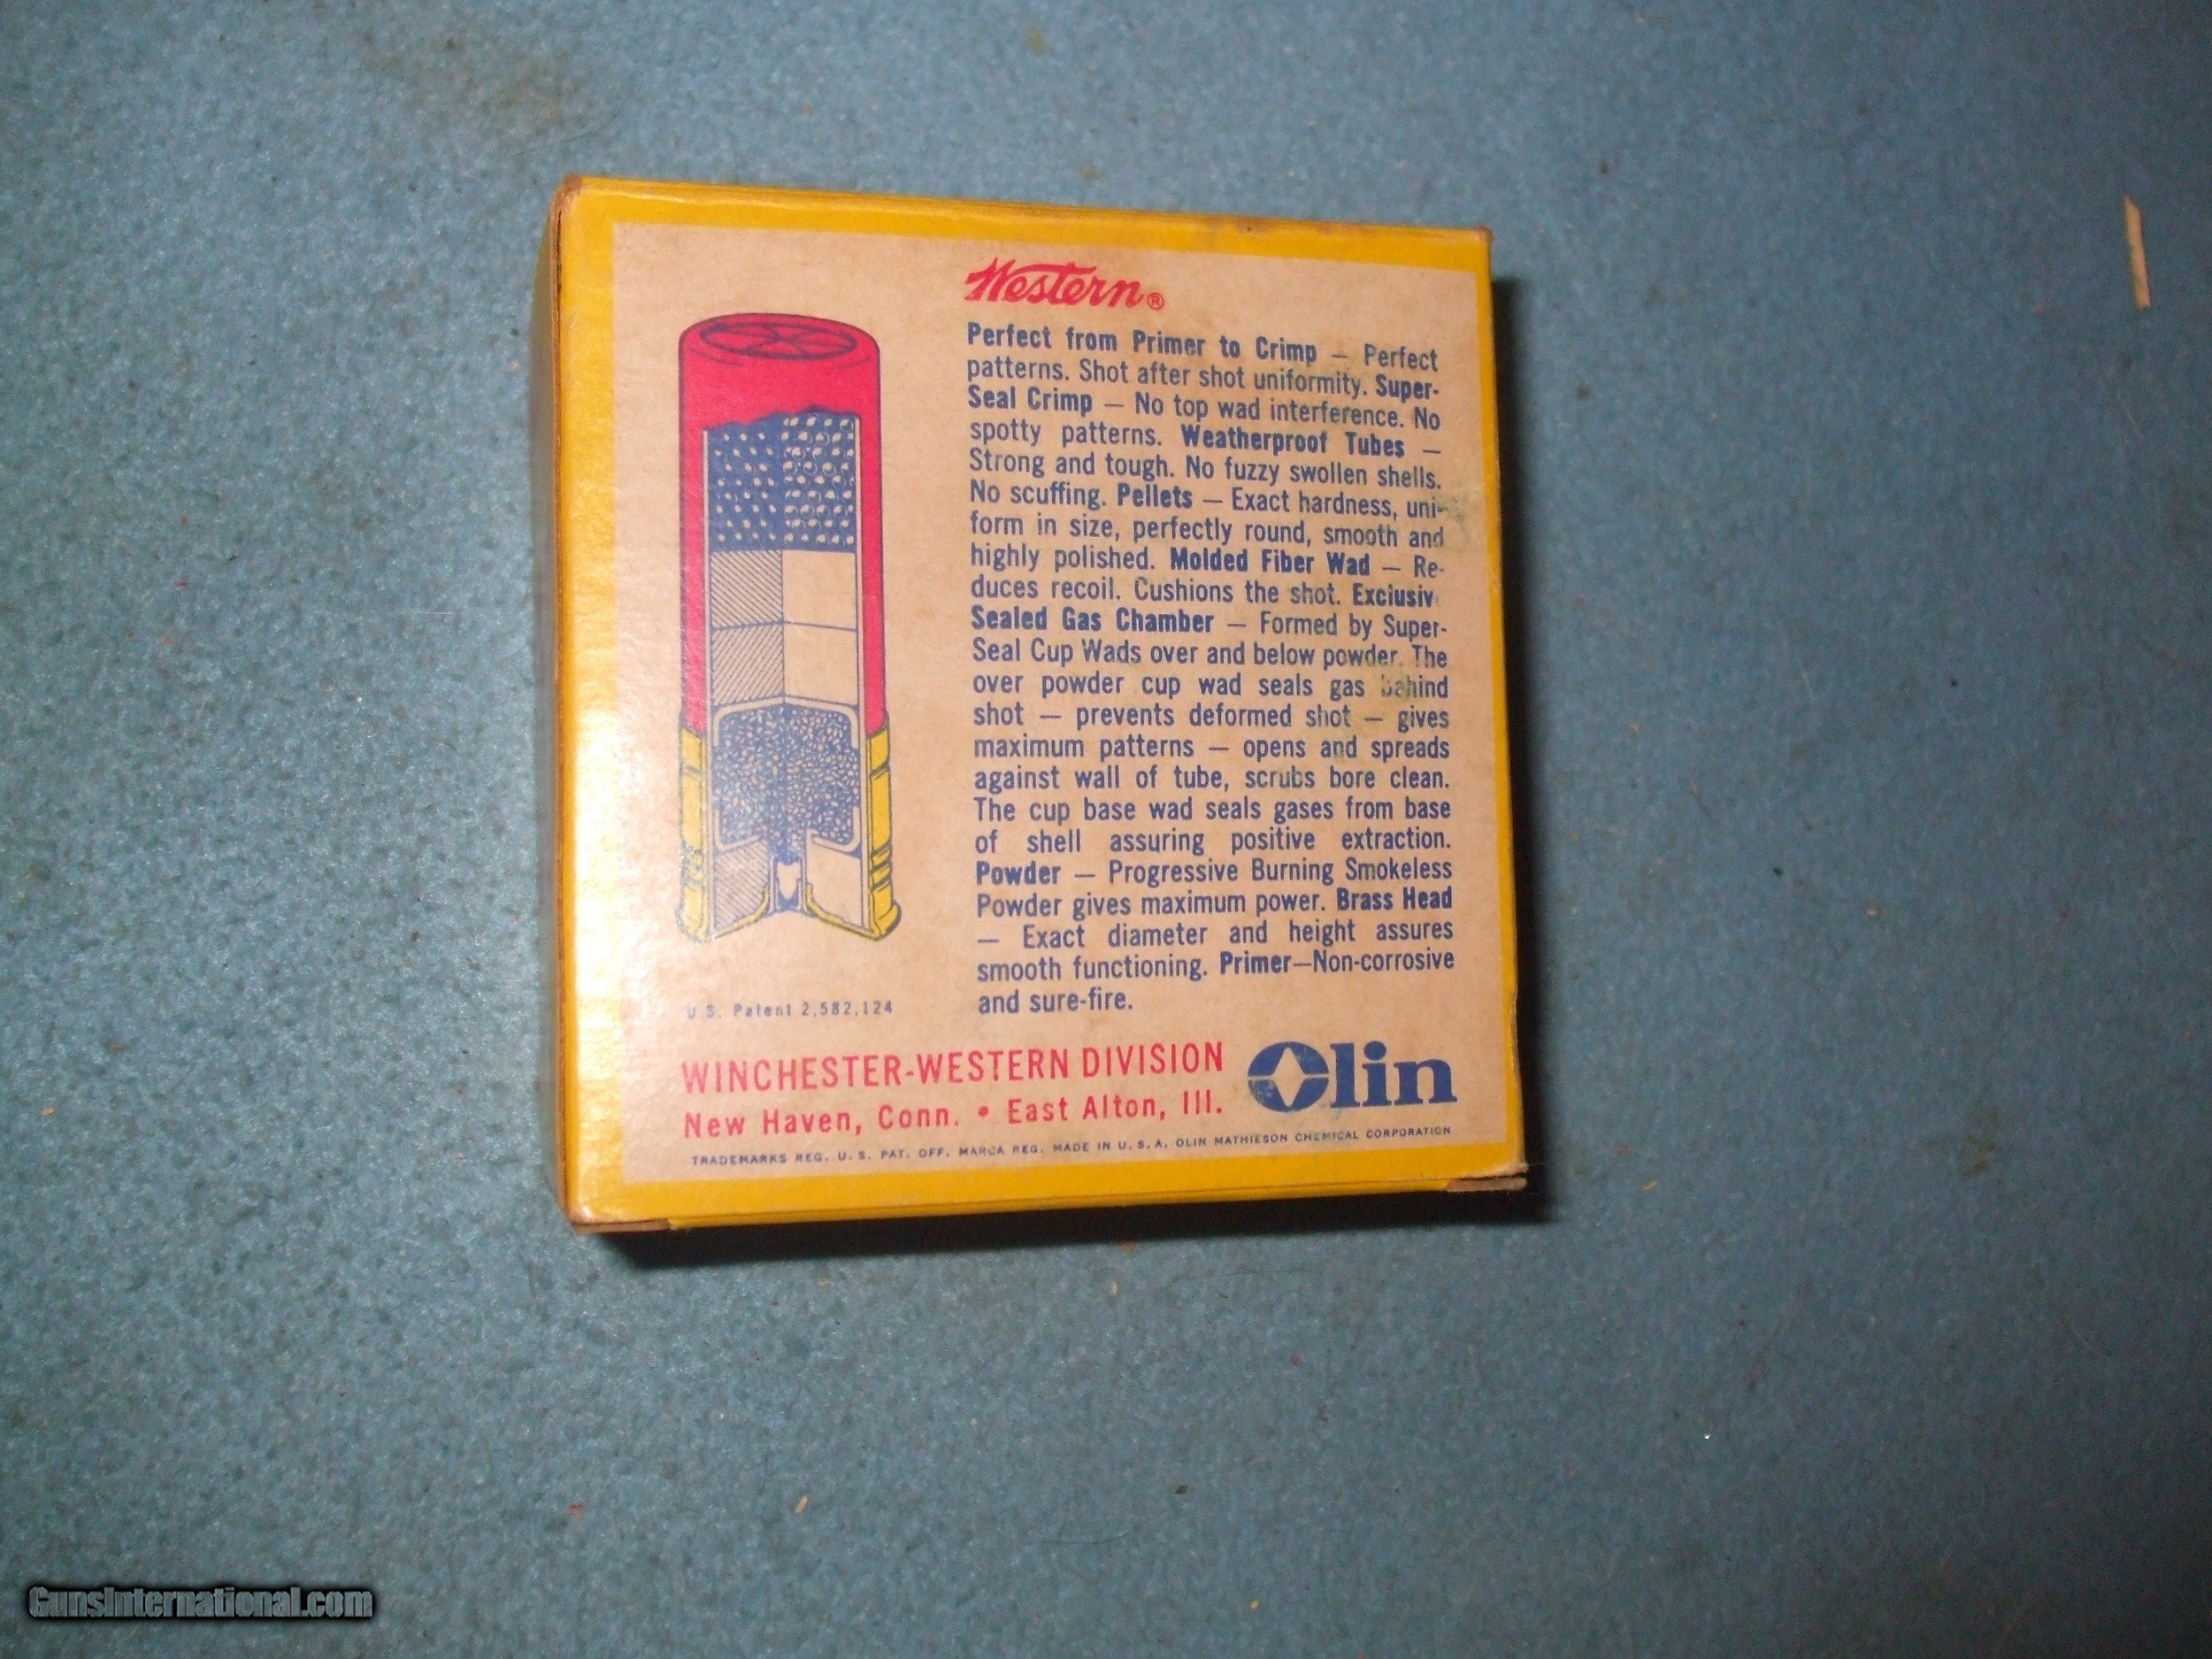 Western®
Perfect from Primer to Crimp — Perfect
patterns. Shot after shot uniformity. Super-
Seal Crimp — No top wad interference. No
spotty patterns. Weatherproof Tubes —
Strong and tough. No fuzzy swollen shells.
No scuffing. Pellets — Exact hardness, uni-
form in size, perfectly round, smooth and
highly polished. Molded Fiber Wad — Re-
duces recoil. Cushions the shot. Exclusiv
Sealed Gas Chamber — Formed by Super-
Seal Cup Wads over and below powder. The
over powder cup wad seals gas behind
shot — prevents deformed shot — gives
maximum patterns — opens and spreads
against wall of tube, scrubs bore clean.
The cup base wad seals gases from base
of shell assuring positive extraction.
Powder — Progressive Burning Smokeless
Powder gives maximum power. Brass Head
— Exact diameter and height assures
smooth functioning. Primer—Non-corrosive
and sure-fire.
U.S. Patent 2,582,124
WINCHESTER-WESTERN DIVISION
New Haven, Conn. • East Alton, Ill.
Olin
TRADEMARKS REG. U. S. PAT. OFF. MARCA REG. MADE IN U. S. A. OLIN MATHIESON CHEMICAL CORPORATION
GunsInternational.com